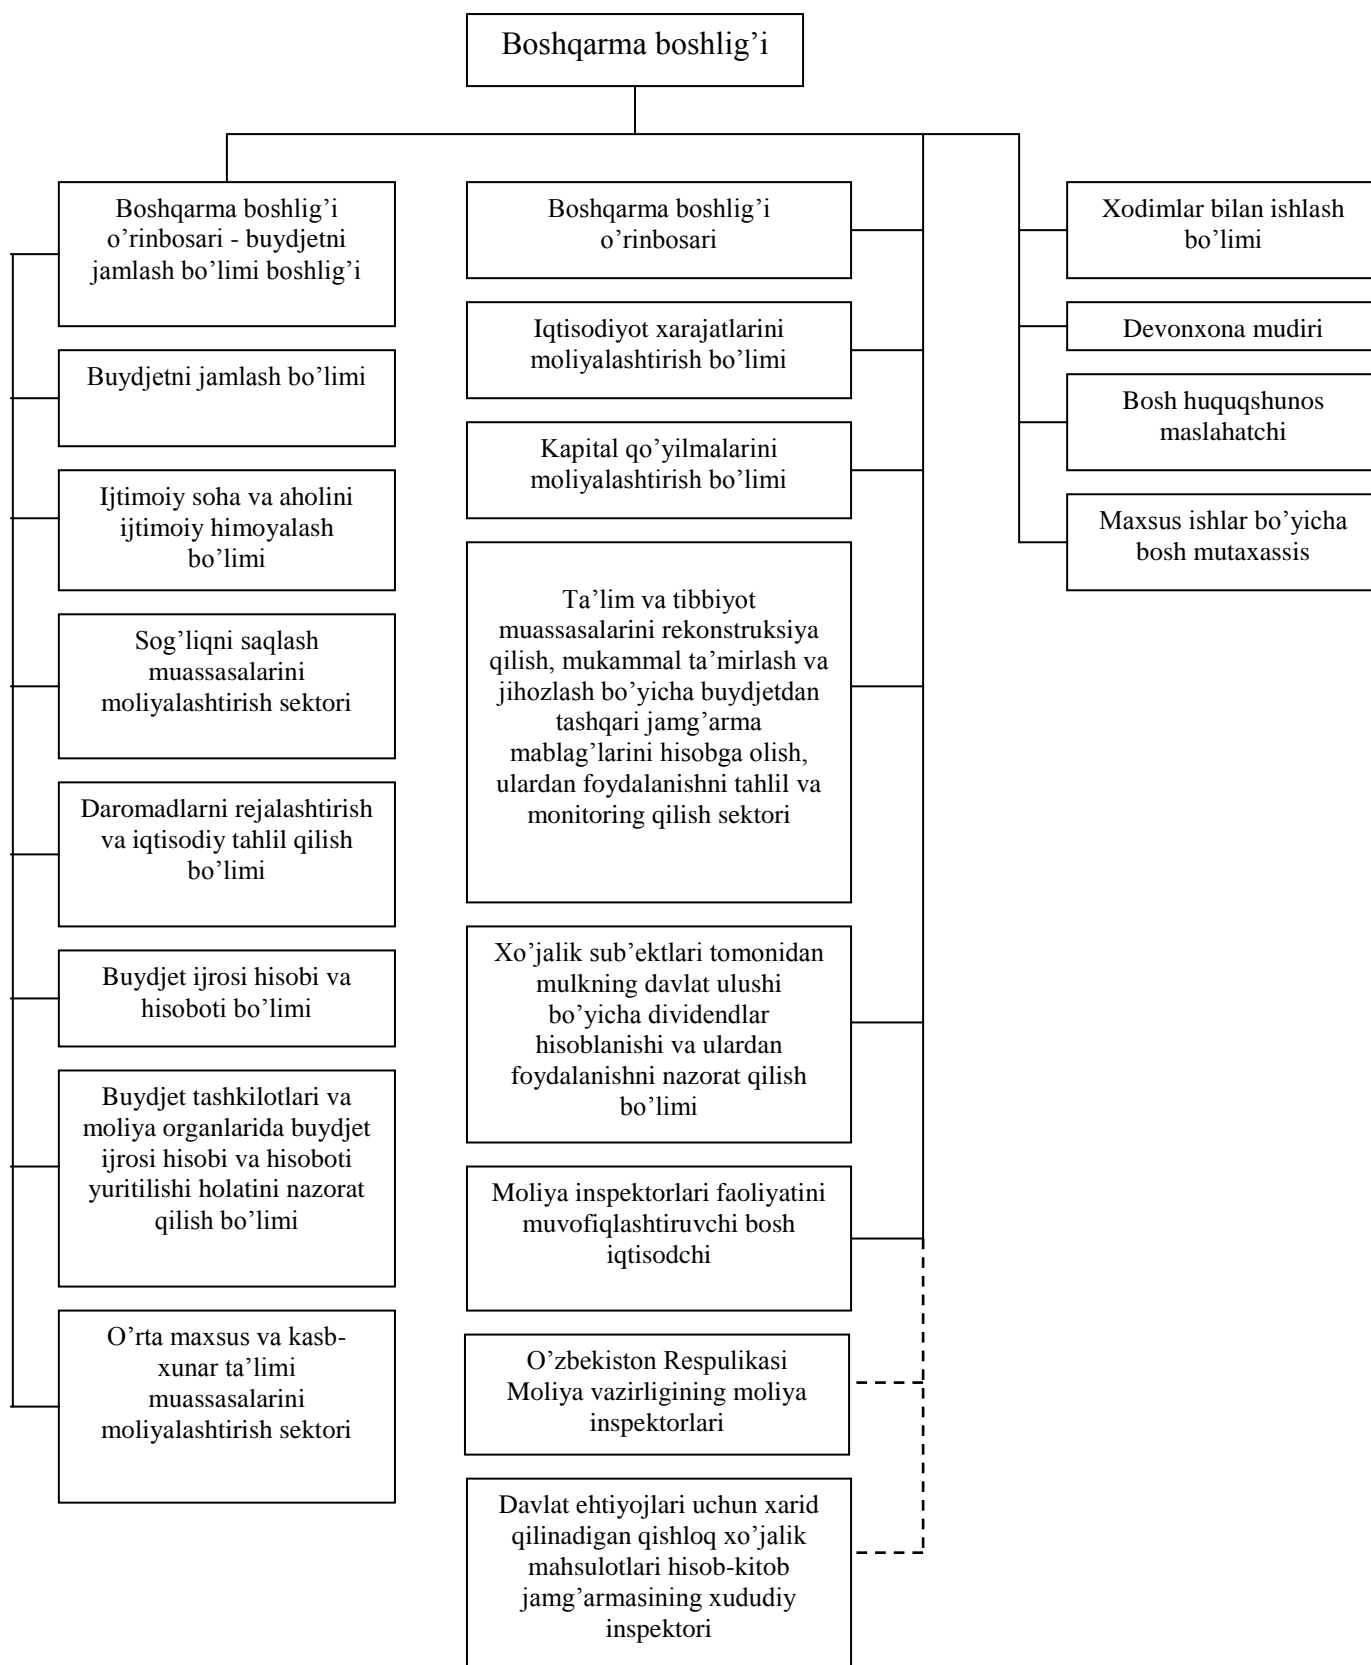 Boshqarma boshlig’i
Boshqarma boshlig’i
o’rinbosari - buydjetni
jamlash bo’limi boshlig’i
Buydjetni jamlash bo’limi
Ijtimoiy soha va aholini
ijtimoiy himoyalash
bo’limi
Sog’liqni saqlash
muassasalarini
moliyalashtirish sektori
Daromadlarni rejalashtirish
va iqtisodiy tahlil qilish
bo’limi
Buydjet ijrosi hisobi va
hisoboti bo’limi
Buydjet tashkilotlari va
moliya organlarida buydjet
ijrosi hisobi va hisoboti
yuritilishi holatini nazorat
qilish bo’limi
O’rta maxsus va kasb-
xunar ta’limi
muassasalarini
moliyalashtirish sektori
Boshqarma boshlig’i
o’rinbosari
Iqtisodiyot xarajatlarini
moliyalashtirish bo’limi
Kapital qo’yilmalarini
moliyalashtirish bo’limi
Ta’lim va tibbiyot
muassasalarini rekonstruksiya
qilish, mukammal ta’mirlash va
jihozlash bo’yicha buydjetdan
tashqari jamg’arma
mablag’larini hisobga olish,
ulardan foydalanishni tahlil va
monitoring qilish sektori
Xo’jalik sub’ektlari tomonidan
mulkning davlat ulushi
bo’yicha dividendlar
hisoblanishi va ulardan
foydalanishni nazorat qilish
bo’limi
Moliya inspektorlari faoliyatini
muvofiqlashtiruvchi bosh
iqtisodchi
O’zbekiston Respulikasi
Moliya vazirligining moliya
inspektorlari
Davlat ehtiyojlari uchun xarid
qilinadigan qishloq xo’jalik
mahsulotlari hisob-kitob
jamg’armasining xududiy
inspektori
Xodimlar bilan ishlash
bo’limi
Devonxona mudiri
Bosh huquqshunos
maslahatchi
Maxsus ishlar bo’yicha
bosh mutaxassis